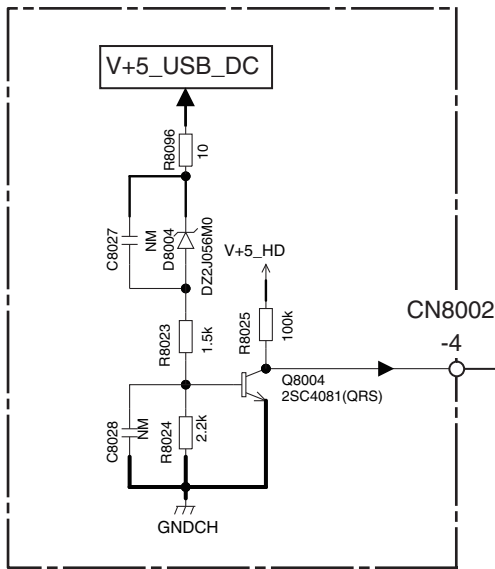 V+5_USB_DC
R8096
10
C8027
NM
D8004
DZ2J056M0
V+5_HD
R8023
1.5k
R8025
100k
CN8002
-4
Q8004
2SC4081(QRS)
C8028
NM
R8024
2.2k
GNDCH